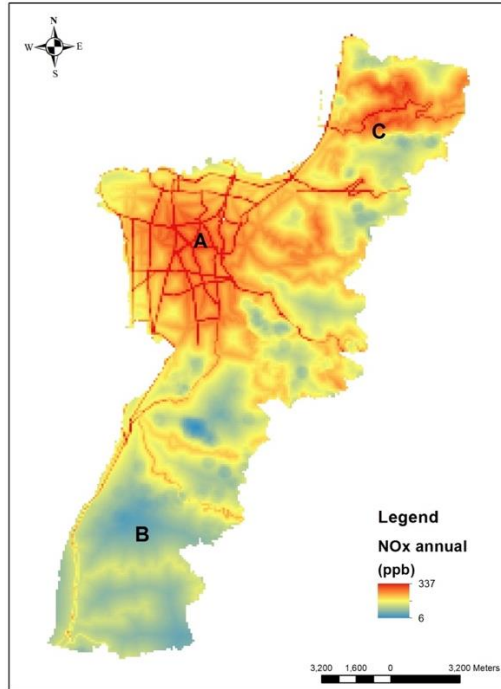 N
W E
S
C
A
B
Legend
NOx annual
(ppb)
337
6
3,200 1,600 0 3,200 Meters